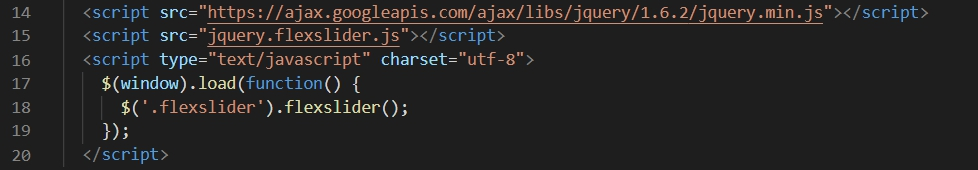 14 <script src="https://ajax.googleapis.com/ajax/libs/jquery/1.6.2/jquery.min.js"></script>
15 <script src="jquery.flexslider.js"></script>
16 <script type="text/javascript" charset="utf-8">
17 $(window).load(function() {
18 $('.flexslider').flexslider();
19 });
20 </script>